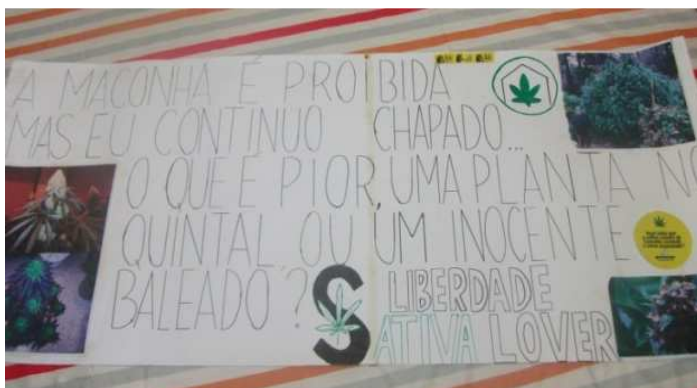 A MACONHA É PROIBIDA
MAS EU CONTINUO CHAPADO...
O QUE É PIOR, UMA PLANTA NO
QUINTAL OU UM INOCENTE
BALEADO?
LIBERDADE
SATIVA LOVER